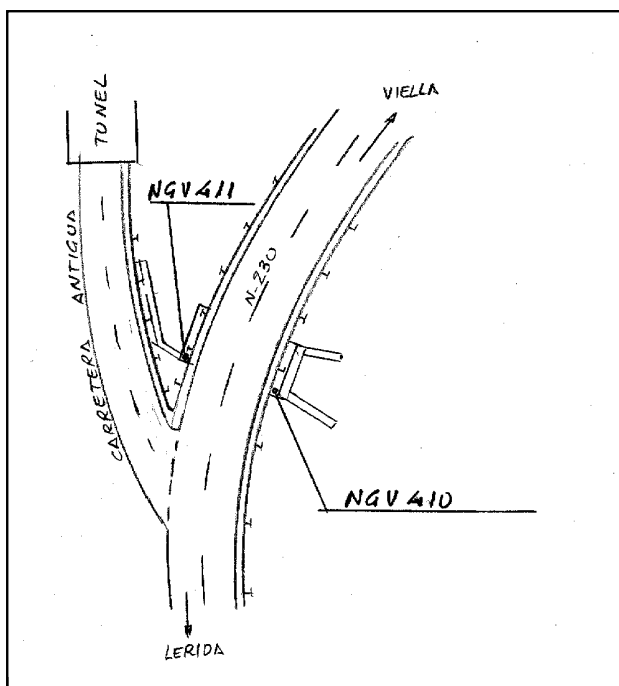 VIELLA
TUNEL
NGV411
CARRETERA ANTIGUA
N-230
NGV410
LERIDA